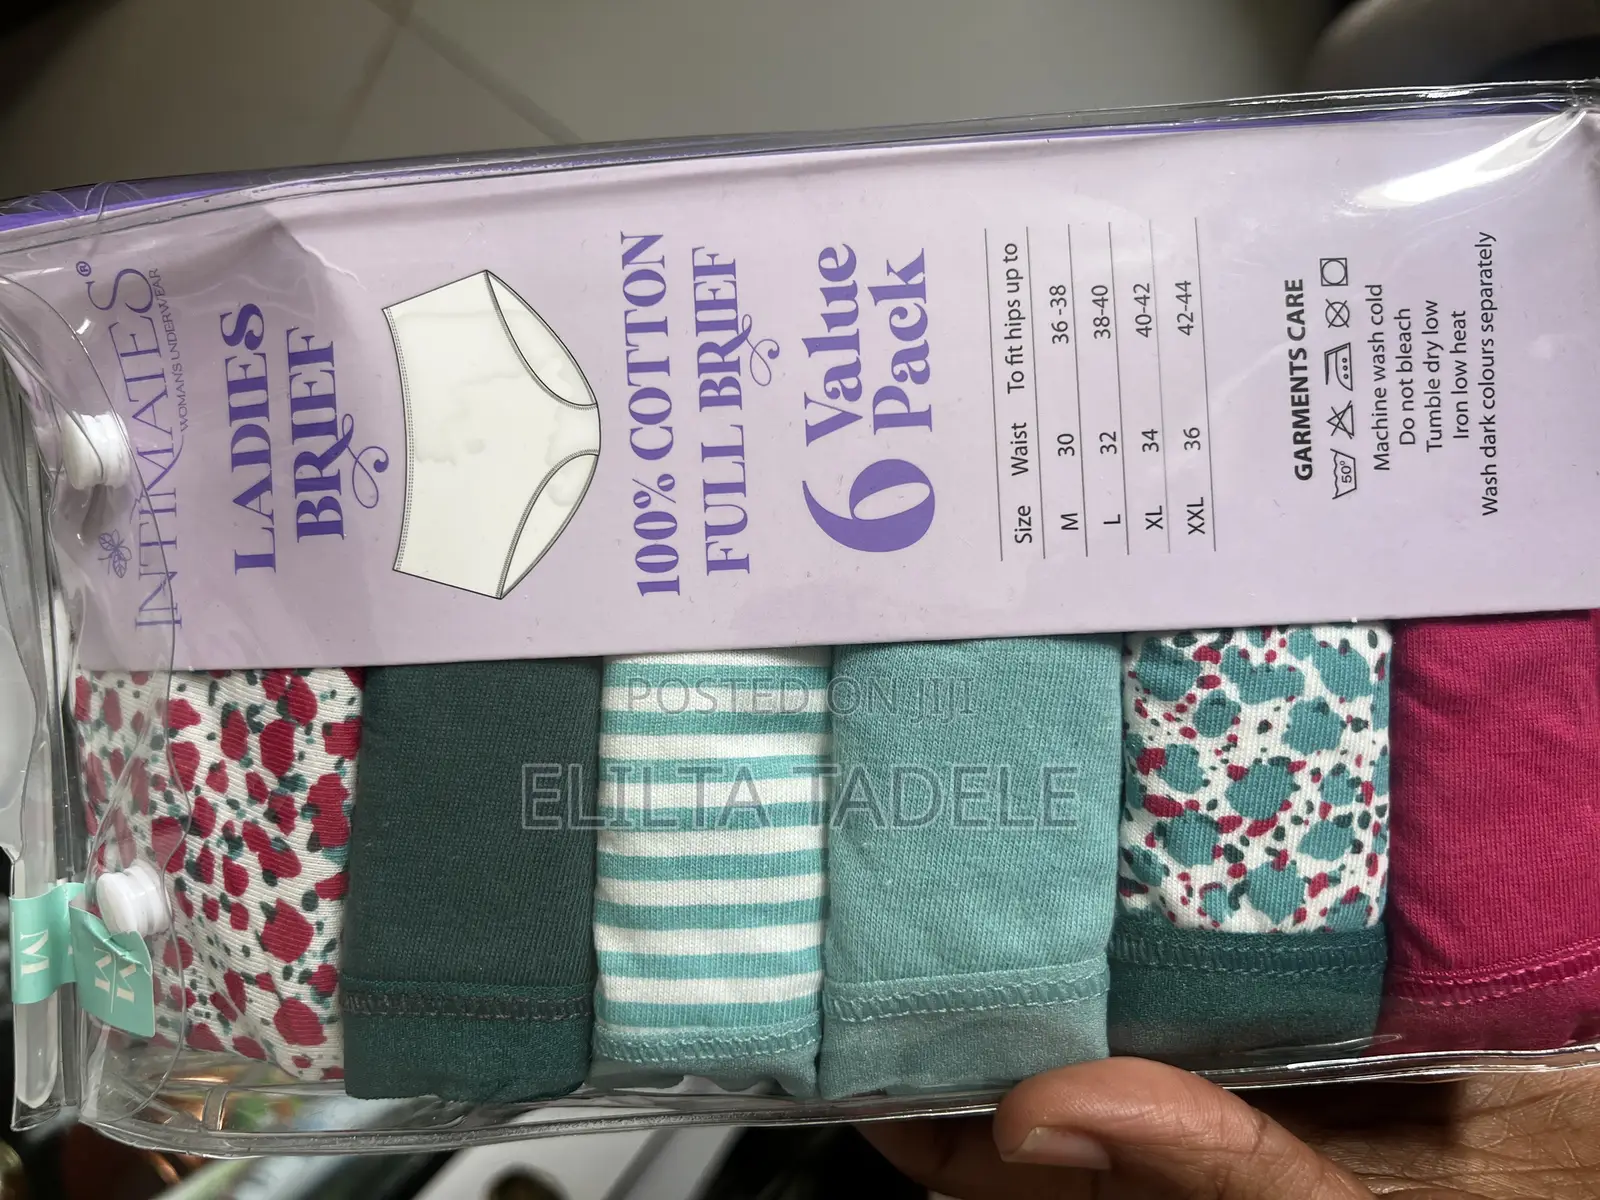 INTIMATES®
WOMAN'S UNDERWEAR
LADIES
BRIEF
100% COTTON
FULL BRIEF
6 Value
Pack
Size Waist To fit hips up to
M 30 36-38
L 32 38-40
XL 34 40-42
XXL 36 42-44
GARMENTS CARE
50°
Machine wash cold
Do not bleach
Tumble dry low
Iron low heat
Wash dark colours separately
M
M
M
POSTED ON JIJI
ELILTA TADELE